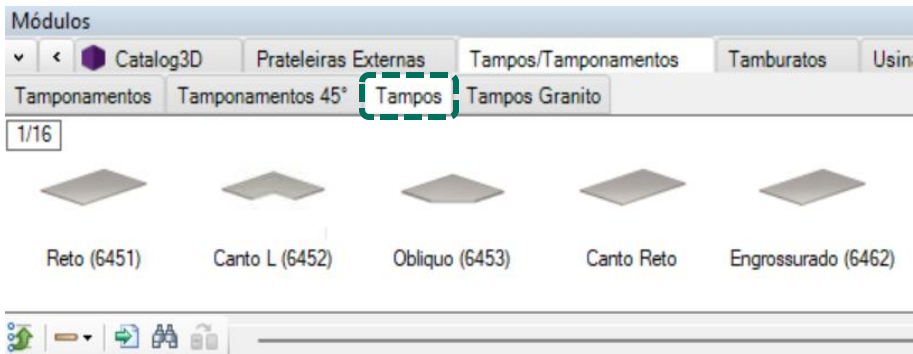 Módulos
Catalog3D Prateleiras Externas Tampos/Tamponamentos Tamburatos Usina
Tamponamentos Tamponamentos 45° Tampos Tampos Granito
1/16
Reto (6451) Canto L (6452) Obliquo (6453) Canto Reto Engrossurado (6462)